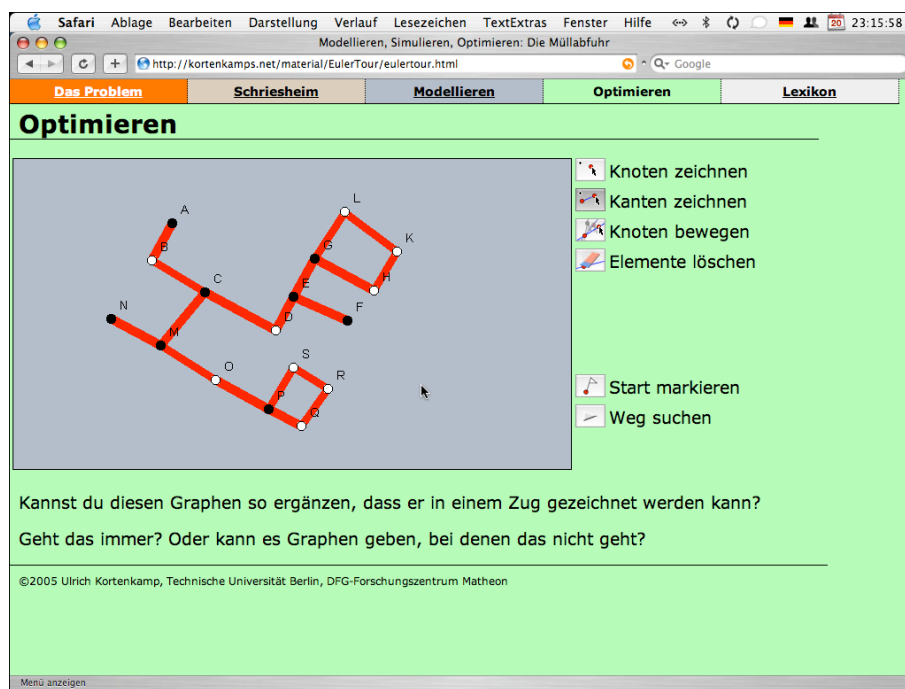 Safari Ablage Bearbeiten Darstellung Verlauf Lesezeichen TextExtras Fenster Hilfe 20 23:15:58
Modellieren, Simulieren, Optimieren: Die Müllabfuhr
http://kortenkamps.net/material/EulerTour/eulertour.html Google
Das Problem Schriesheim Modellieren Optimieren Lexikon
Optimieren
Knoten zeichnen
Kanten zeichnen
Knoten bewegen
Elemente löschen
Start markieren
Weg suchen
L
A
K
B
G
C
H
E
N
F
D
M
S
O
R
P
Q
Kannst du diesen Graphen so ergänzen, dass er in einem Zug gezeichnet werden kann?
Geht das immer? Oder kann es Graphen geben, bei denen das nicht geht?
©2005 Ulrich Kortenkamp, Technische Universität Berlin, DFG-Forschungszentrum Matheon
Menü anzeigen